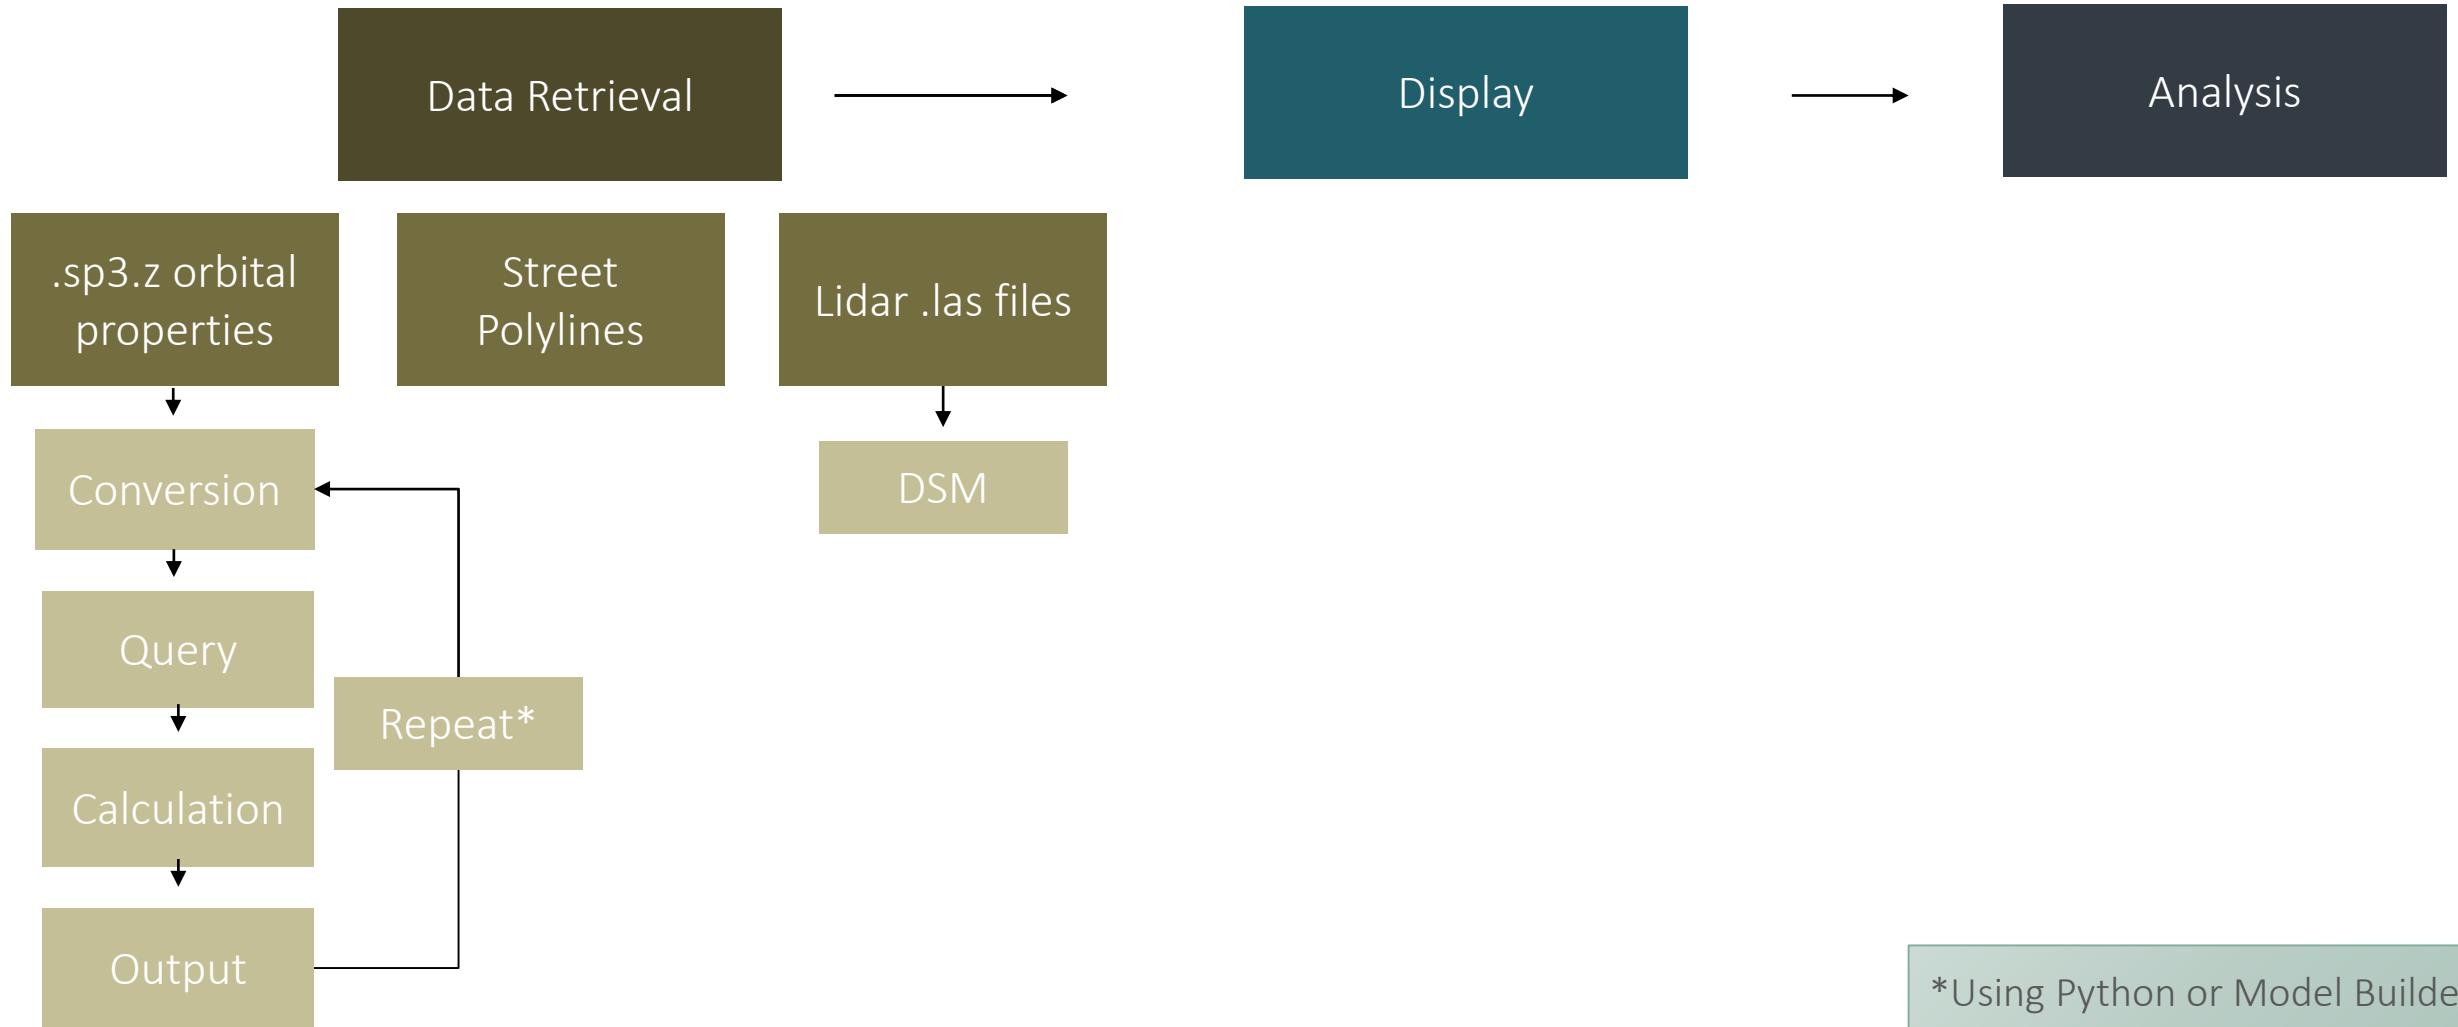 Data Retrieval
Display
Analysis
.sp3.z orbital
properties
Street
Polylines
Lidar .las files
Conversion
DSM
Query
Repeat*
Calculation
Output
*Using Python or Model Builde